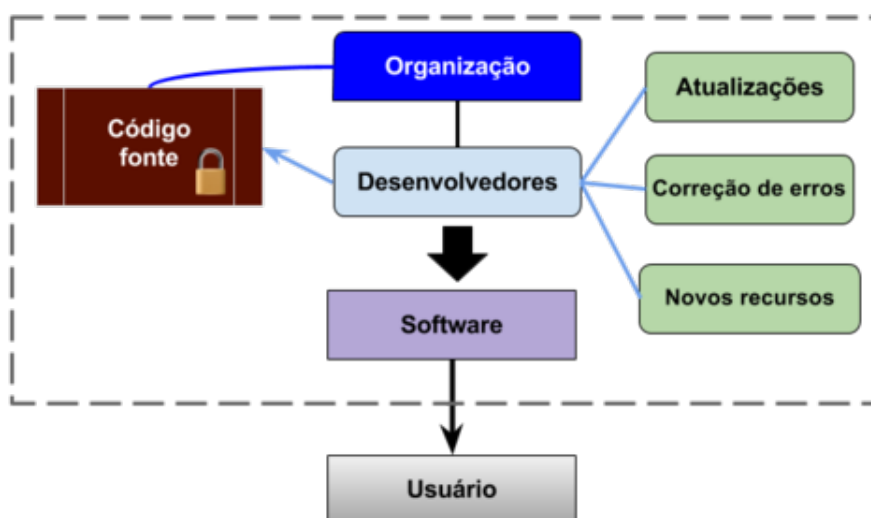 Organização
Código
fonte
Atualizações
Desenvolvedores
Correção de erros
Novos recursos
Software
Usuário